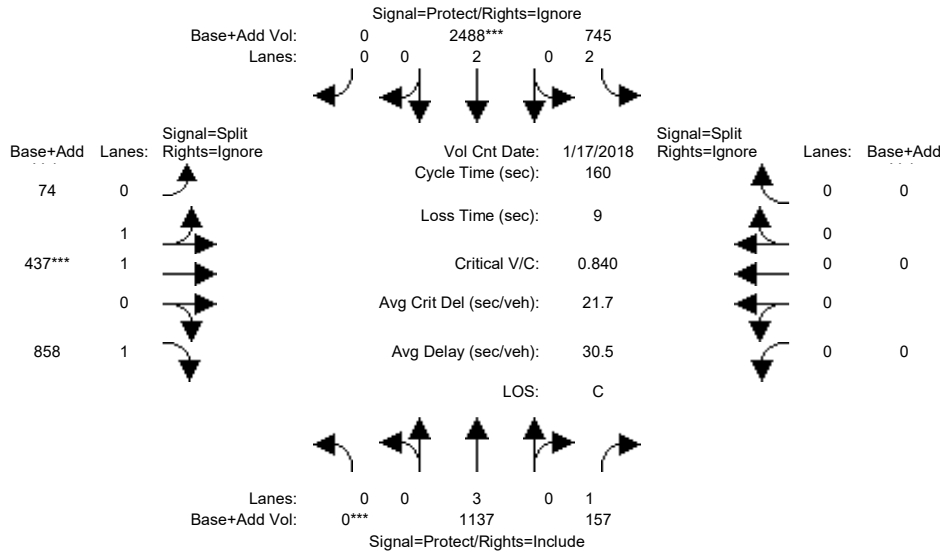 Signal=Protect/Rights=Ignore
Base+Add Vol: 0 2488*** 745
Lanes: 0 0 2 0 2
Signal=Split
Base+Add Lanes: Rights=Ignore
Vol Cnt Date: 1/17/2018
Signal=Split
Rights=Ignore Lanes: Base+Add
74 0
Cycle Time (sec): 160
0 0
1
Loss Time (sec): 9
0
437*** 1
Critical V/C: 0.840
0 0
0
Avg Crit Del (sec/veh): 21.7
0
858 1
Avg Delay (sec/veh): 30.5
0 0
LOS: C
Lanes: 0 0 3 0 1
Base+Add Vol: 0*** 1137 157
Signal=Protect/Rights=Include